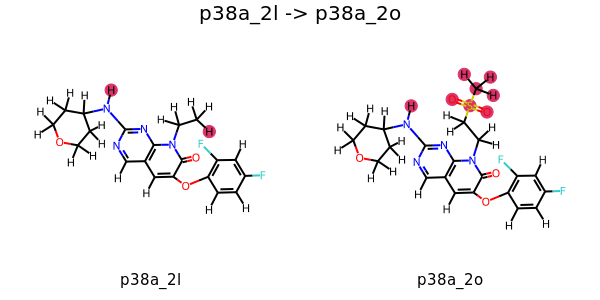 p38a_2l -> p38a_2o
H H H H H H H H H H H N N N N N O O O F F H H H H H H H H H
H H H H H H H H H H H H N N N N N O O O O O S F F H H H H H H H H
p38a_2l p38a_2o